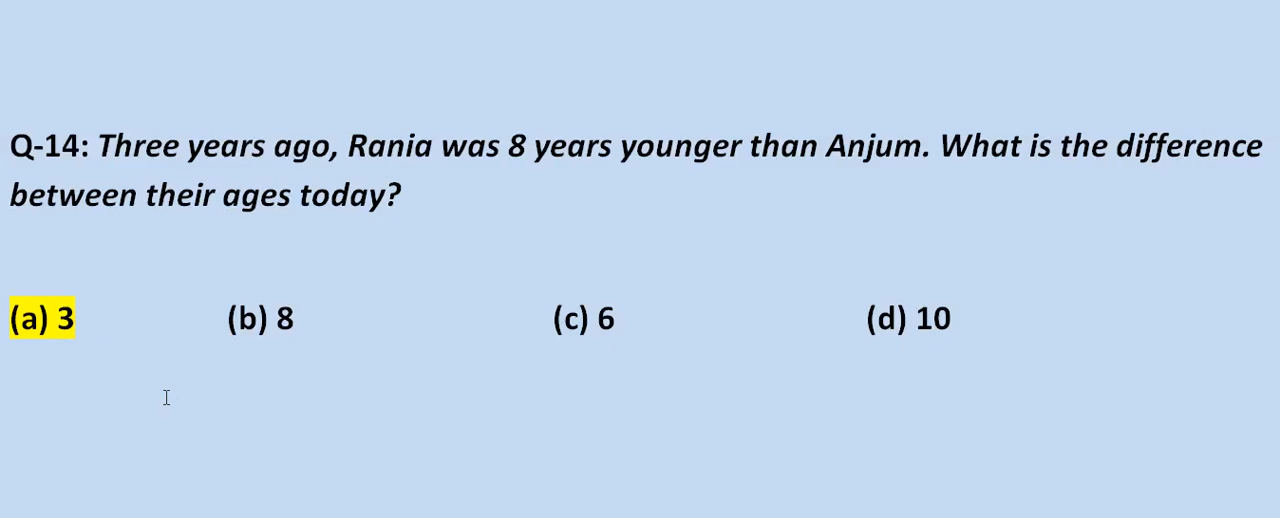 Q-14: Three years ago, Rania was 8 years younger than Anjum. What is the difference
between their ages today?
(a) 3 (b) 8 (c) 6 (d) 10